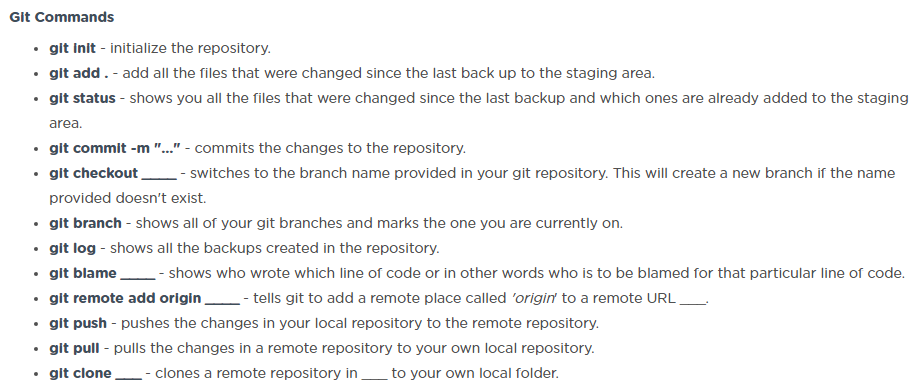 Git Commands
• git init - initialize the repository.
• git add . - add all the files that were changed since the last back up to the staging area.
• git status - shows you all the files that were changed since the last backup and which ones are already added to the staging
area.
• git commit -m "..." - commits the changes to the repository.
• git checkout ____ - switches to the branch name provided in your git repository. This will create a new branch if the name
provided doesn't exist.
• git branch - shows all of your git branches and marks the one you are currently on.
• git log - shows all the backups created in the repository.
• git blame ____ - shows who wrote which line of code or in other words who is to be blamed for that particular line of code.
• git remote add origin ____ - tells git to add a remote place called 'origin' to a remote URL ___.
• git push - pushes the changes in your local repository to the remote repository.
• git pull - pulls the changes in a remote repository to your own local repository.
• git clone ___ - clones a remote repository in ___ to your own local folder.